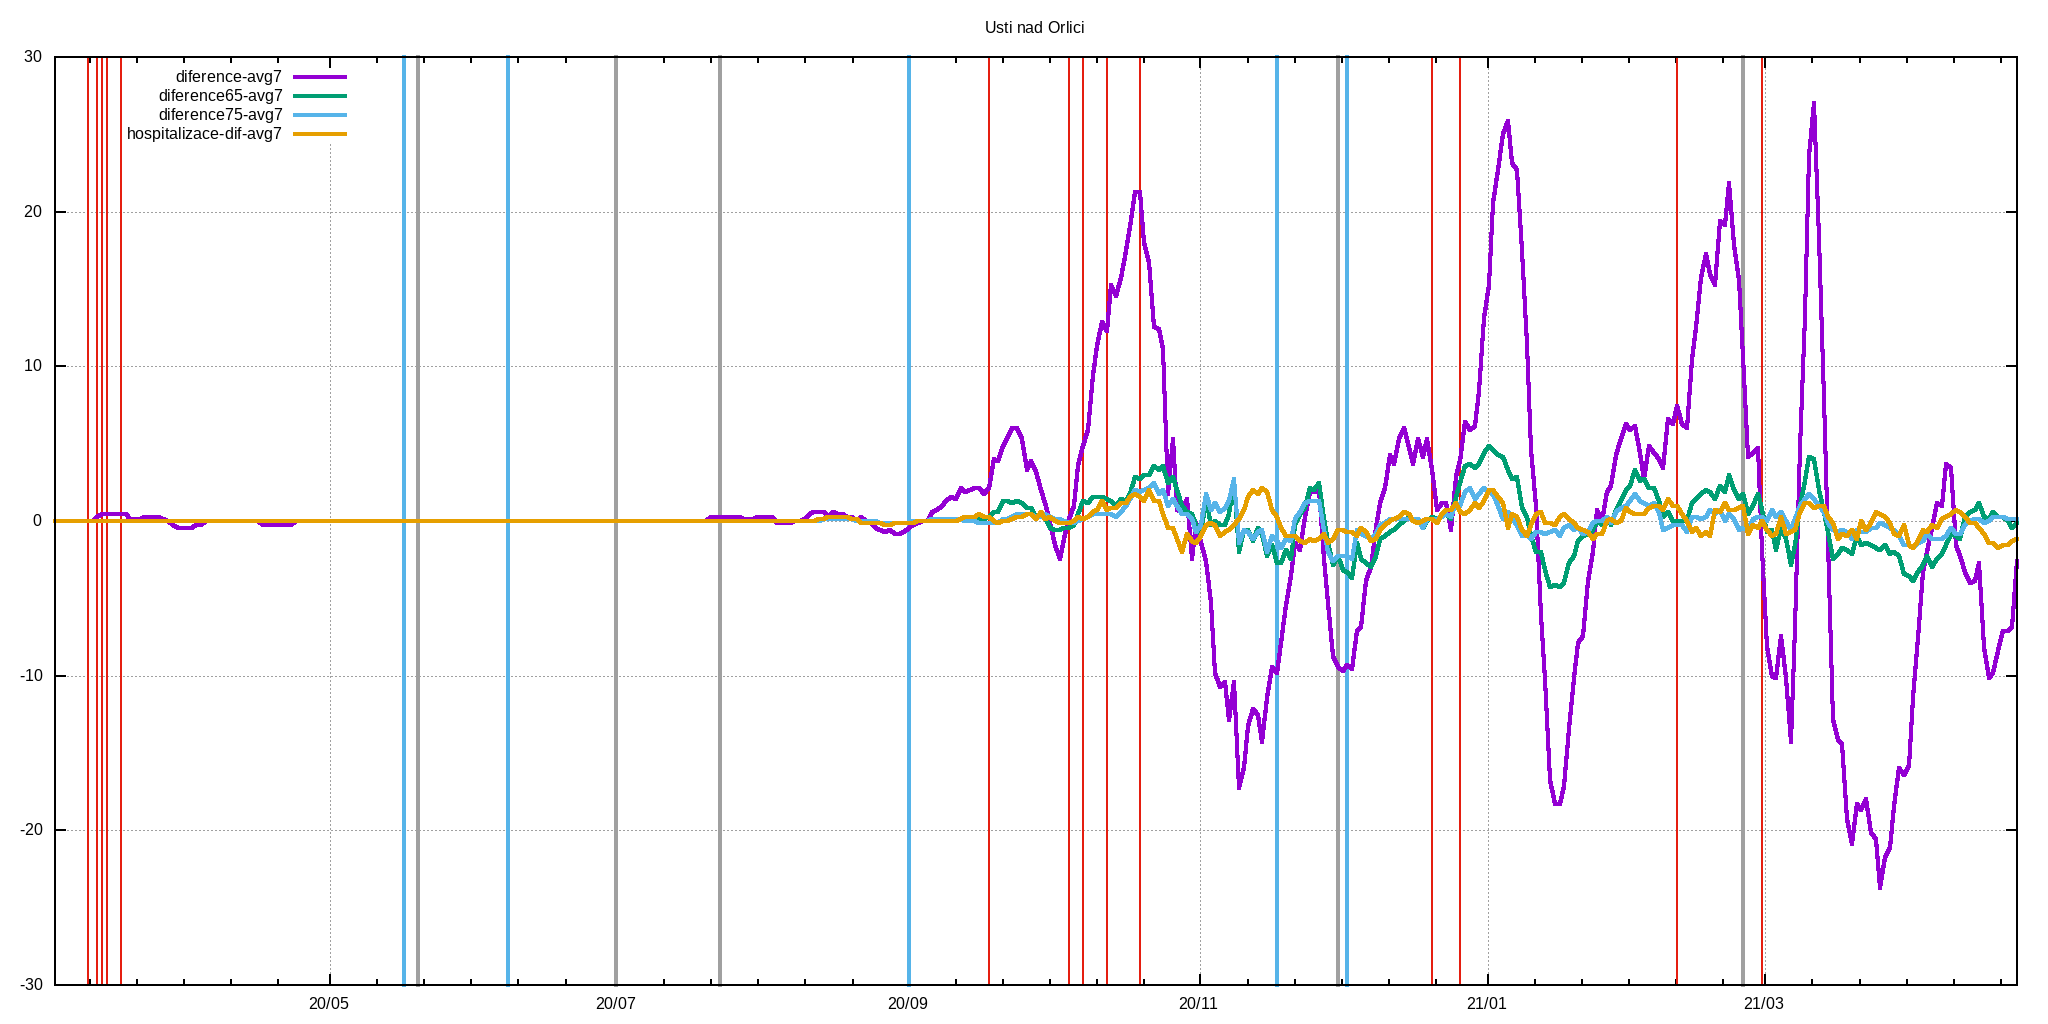 Usti nad Orlici
30
20
10
0
-10
-20
-30
diference-avg7
diference65-avg7
diference75-avg7
hospitalizace-dif-avg7
20/05
20/07
20/09
20/11
21/01
21/03